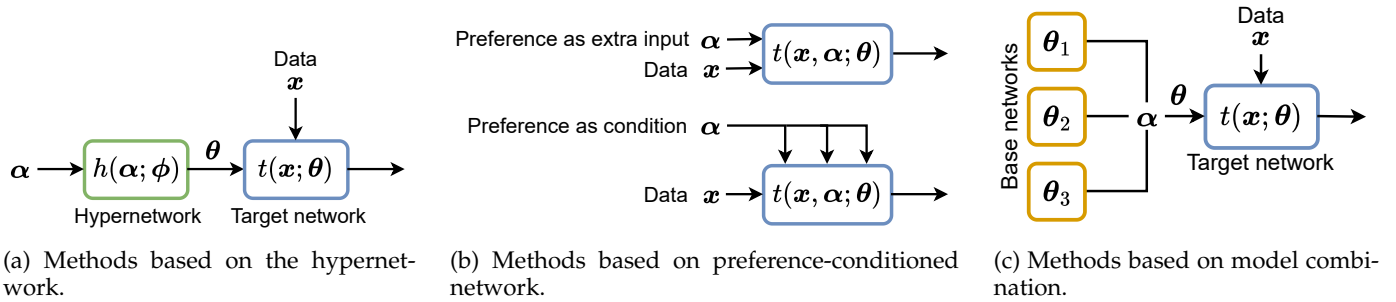 Data
x
θ
α
h(α; ϕ)
t(x; θ)
Hypernetwork
Target network
(a) Methods based on the hypernet-
work.
Preference as extra input α
Data x
t(x, α; θ)
Preference as condition α
Data x
t(x, α; θ)
(b) Methods based on preference-conditioned
network.
Base networks
θ1
θ2
θ3
α
θ
Data
x
t(x; θ)
Target network
(c) Methods based on model combi-
nation.